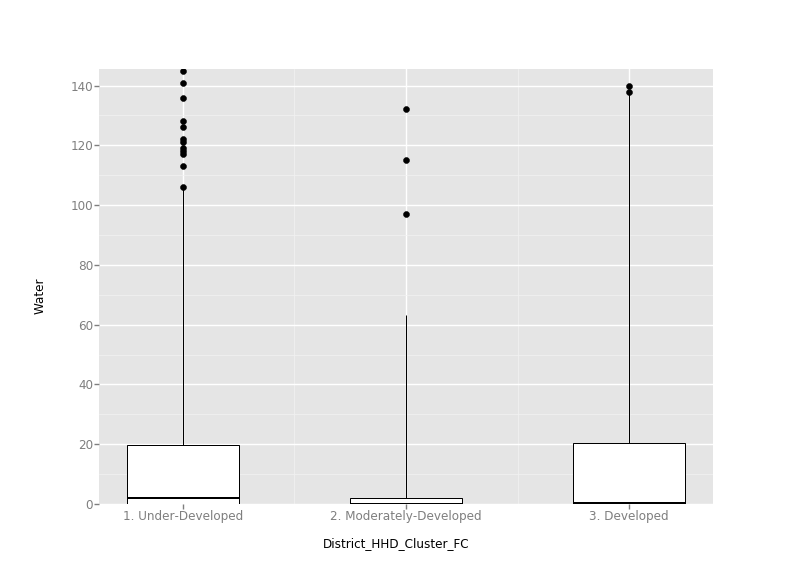 140
120
100
80
60
40
20
0
Water
1. Under-Developed 2. Moderately-Developed 3. Developed
District_HHD_Cluster_FC